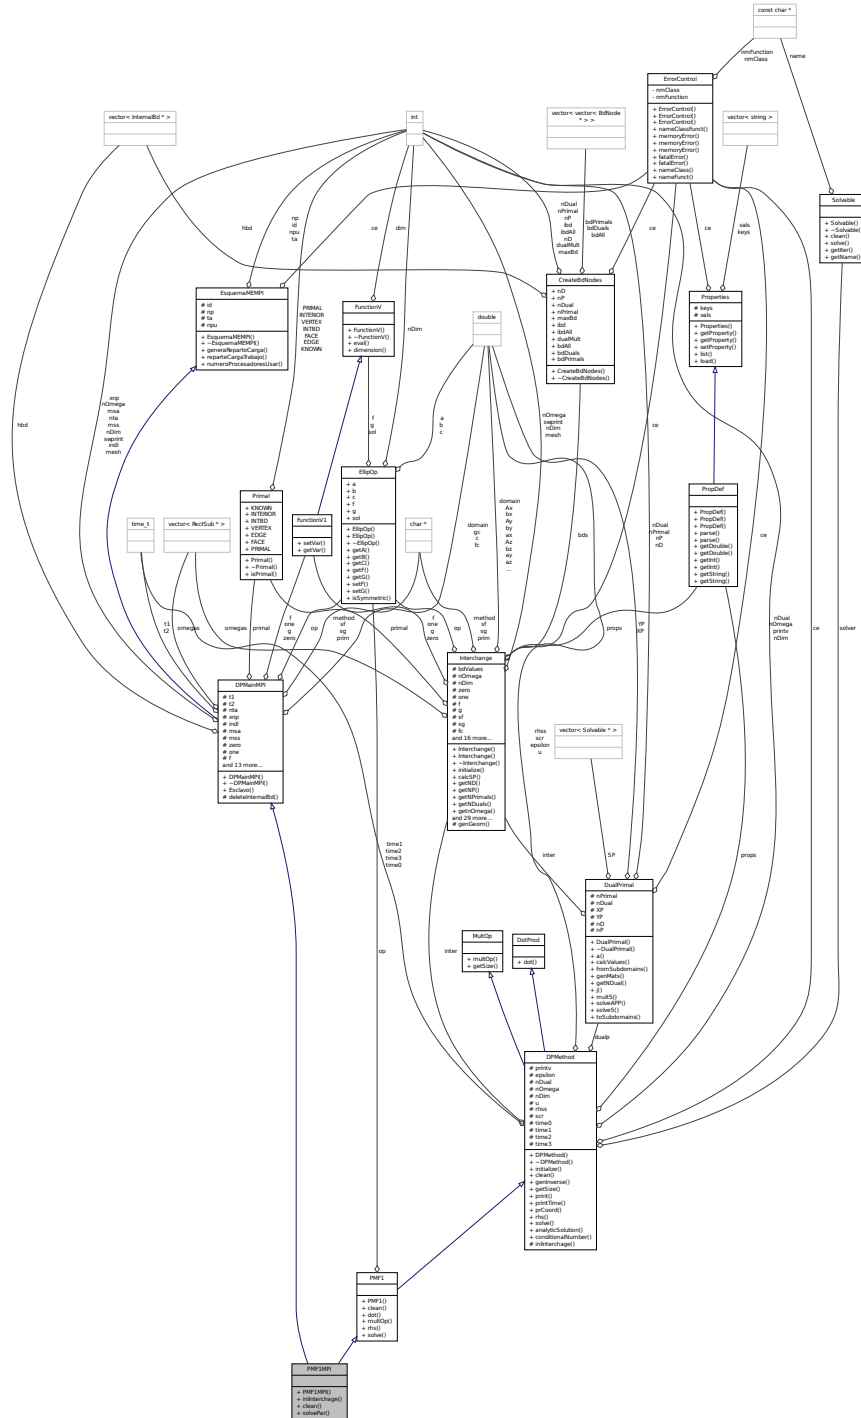 const char *
nmFunction
nmClass
name
ErrorControl
- nmClass
- nmfunction
+ ErrorControl()
+ ErrorControl()
+ ErrorControl()
+ nameClassFunct()
+ memoryError()
+ memoryError()
+ memoryError()
+ fatalError()
+ fatalError()
+ nameClass()
+ nameFunct()
vector< InternalBd * >
int
vector< vector< BdNode
* > >
vector< string >
Solvable
+ Solvable()
+ ~Solvable()
+ clean()
+ solve()
+ getIter()
+ getName()
hbd
np
id
npu
ta
ce
dim
nDual
nPrimal
nP
ibd
ibdAll
nD
dualMult
maxBd
bdPrimals
bdDuals
bdAll
ce
ce
vals
keys
EsquemaMEMPI
# id
# np
# ta
# npu
+ EsquemaMEMPI()
+ ~EsquemaMEMPI()
+ generaRepartoCarga()
+ reparteCargaTrabajo()
+ numeroProcesadoresUsar()
PRIMAL
INTERIOR
VERTEX
INTBD
FACE
EDGE
KNOWN
FunctionV
+ FunctionV()
+ ~FunctionV()
+ eval()
+ dimension()
nDim
double
CreateBdNodes
+ nD
+ nP
+ nDual
+ nPrimal
+ maxBd
+ ibd
+ ibdAll
+ dualMult
+ bdAll
+ bdDuals
+ bdPrimals
+ CreateBdNodes()
+ ~CreateBdNodes()
Properties
# keys
# vals
+ Properties()
+ getProperty()
+ getProperty()
+ setProperty()
+ list()
+ load()
hbd
xnp
nOmega
msa
nta
mss
nDim
swprint
indl
mesh
f
g
sol
a
b
c
nOmega
swprint
nDim
mesh
ce
EllipOp
+ a
+ b
+ c
+ f
+ g
+ sol
+ EllipOp()
+ EllipOp()
+ ~EllipOp()
+ getA()
+ getB()
+ getC()
+ getF()
+ getG()
+ setF()
+ setG()
+ isSymmetric()
Primal
+ KNOWN
+ INTERIOR
+ INTBD
+ VERTEX
+ EDGE
+ FACE
+ PRIMAL
+ Primal()
+ ~Primal()
+ isPrimal()
PropDef
+ PropDef()
+ PropDef()
+ PropDef()
+ parse()
+ parse()
+ getDouble()
+ getDouble()
+ getInt()
+ getInt()
+ getString()
+ getString()
time_t
vector< RectSub * >
FunctionV1
+ setVar()
+ getVar()
char *
domain
gc
c
fc
domain
Ax
bx
Ay
by
ax
Az
bz
ay
az
...
bds
nDual
nPrimal
nP
nD
ce
t1
t2
omegas
omegas
primal
f
one
g
zero
op
method
sf
sg
prim
primal
f
one
g
zero
op
method
sf
sg
prim
props
YP
XP
nDual
nOmega
printv
nDim
ce
solver
DPMainMPI
# t1
# t2
# nta
# xnp
# indl
# msa
# mss
# zero
# one
# f
and 13 more...
+ DPMainMPI()
+ ~DPMainMPI()
+ Esclavo()
# deleteInternalBd()
Interchange
# bdValues
# nOmega
# nDim
# zero
# one
# f
# g
# sf
# sg
# fc
and 16 more...
+ Interchange()
+ Interchange()
+ ~Interchange()
+ initialize()
+ calcSP()
+ getND()
+ getNP()
+ getNPrimals()
+ getNDuals()
+ getnOmega()
and 29 more...
# genGeom()
rhss
scr
epsilon
u
vector< Solvable * >
time1
time2
time3
time0
inter
SP
props
DualPrimal
# nPrimal
# nDual
# XP
# YP
# nD
# nP
+ DualPrimal()
+ ~DualPrimal()
+ a()
+ calcValues()
+ fromSubdomains()
+ genMats()
+ getNDual()
+ j()
+ multS()
+ solveAPP()
+ solveS()
+ toSubdomains()
op
inter
MultOp
+ multOp()
+ getSize()
DotProd
+ dot()
dualp
DPMethod
# printv
# epsilon
# nDual
# nOmega
# nDim
# u
# rhss
# scr
# time0
# time1
# time2
# time3
+ DPMethod()
+ ~DPMethod()
+ initialize()
+ clean()
+ genInverse()
+ getSize()
+ print()
+ printTime()
+ prCoord()
+ rhs()
+ solve()
+ analyticSolution()
+ conditionalNumber()
# iniInterchage()
PMF1
+ PMF1()
+ clean()
+ dot()
+ multOp()
+ rhs()
+ solve()
PMF1MPI
+ PMF1MPI()
+ iniInterchage()
+ clean()
+ solvePar()